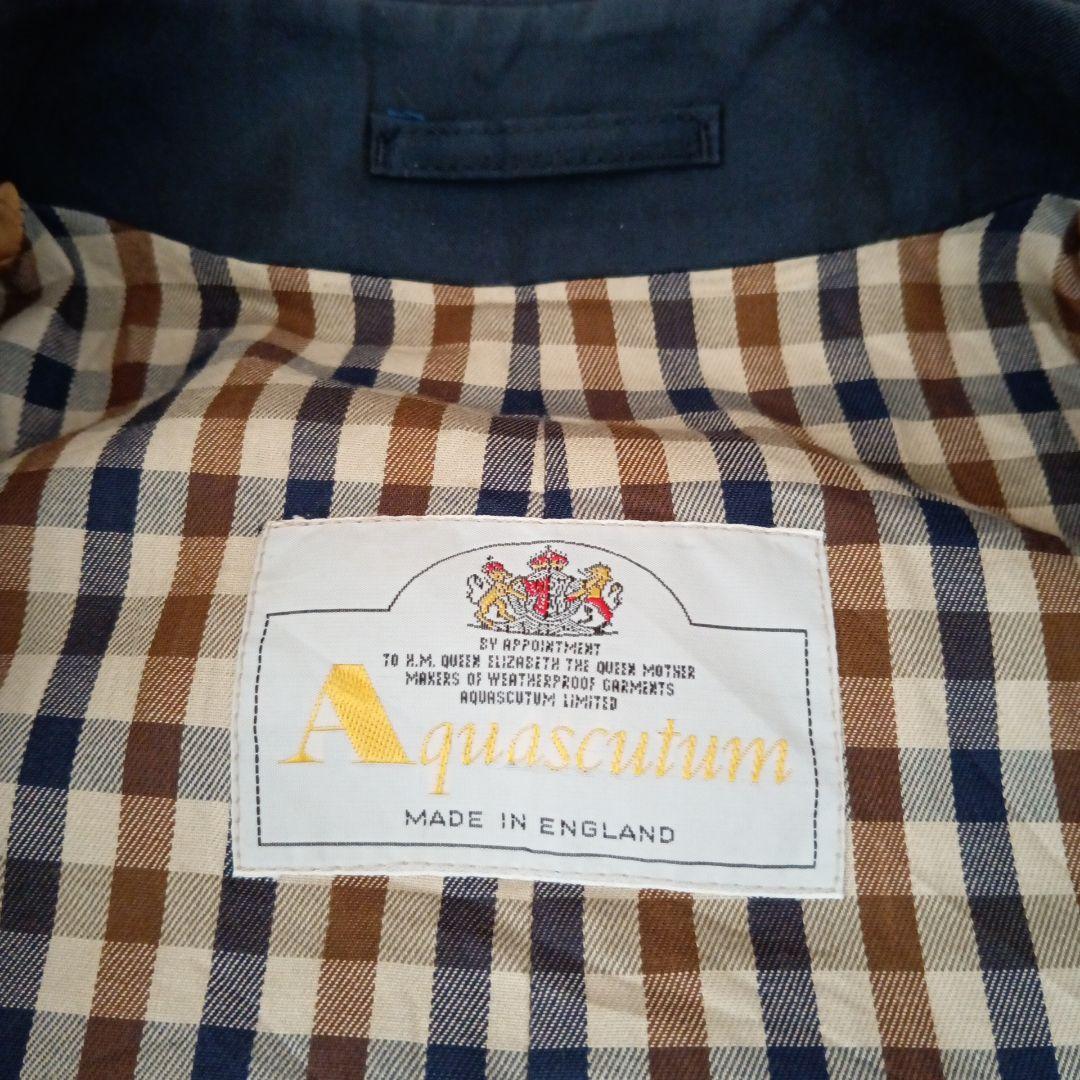 BY APPOINTMENT
TO H.M. QUEEN ELIZABETH THE QUEEN MOTHER
MAKERS OF WEATHERPROOF GARMENTS
AQUASCUTUM LIMITED
Aquascutum
MADE IN ENGLAND